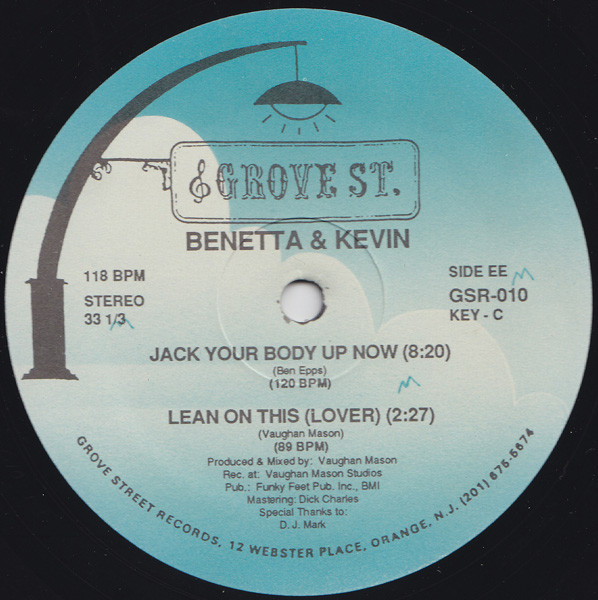 GROVE ST.
BENETTA & KEVIN
118 BPM
STEREO
33 1/3
SIDE EE
GSR-010
KEY - C
JACK YOUR BODY UP NOW (8:20)
(Ben Epps)
(120 BPM)
LEAN ON THIS (LOVER) (2:27)
(Vaughan Mason)
(89 BPM)
Produced & Mixed by: Vaughan Mason
Rec. at: Vaughan Mason Studios
Pub.: Funky Feet Pub. Inc., BMI
Mastering: Dick Charles
Special Thanks to:
D. J. Mark
GROVE STREET RECORDS, 12 WEBSTER PLACE, ORANGE, N.J. (201) 675-5674